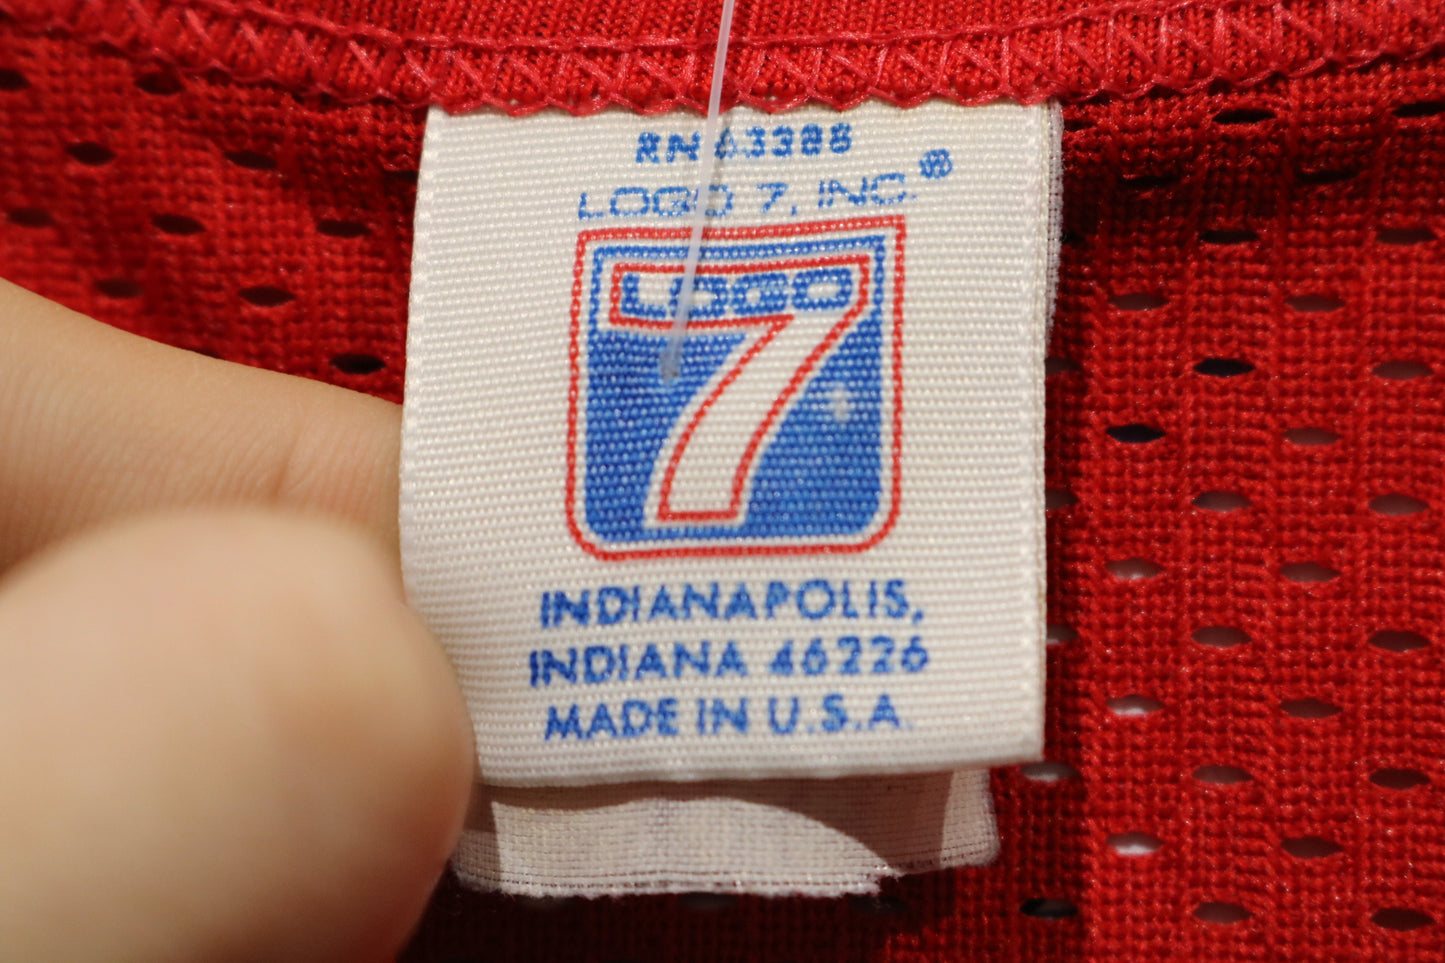 RN 63388
LOGO 7, INC.®
LOGO
7
INDIANAPOLIS,
INDIANA 46226
MADE IN U.S.A.